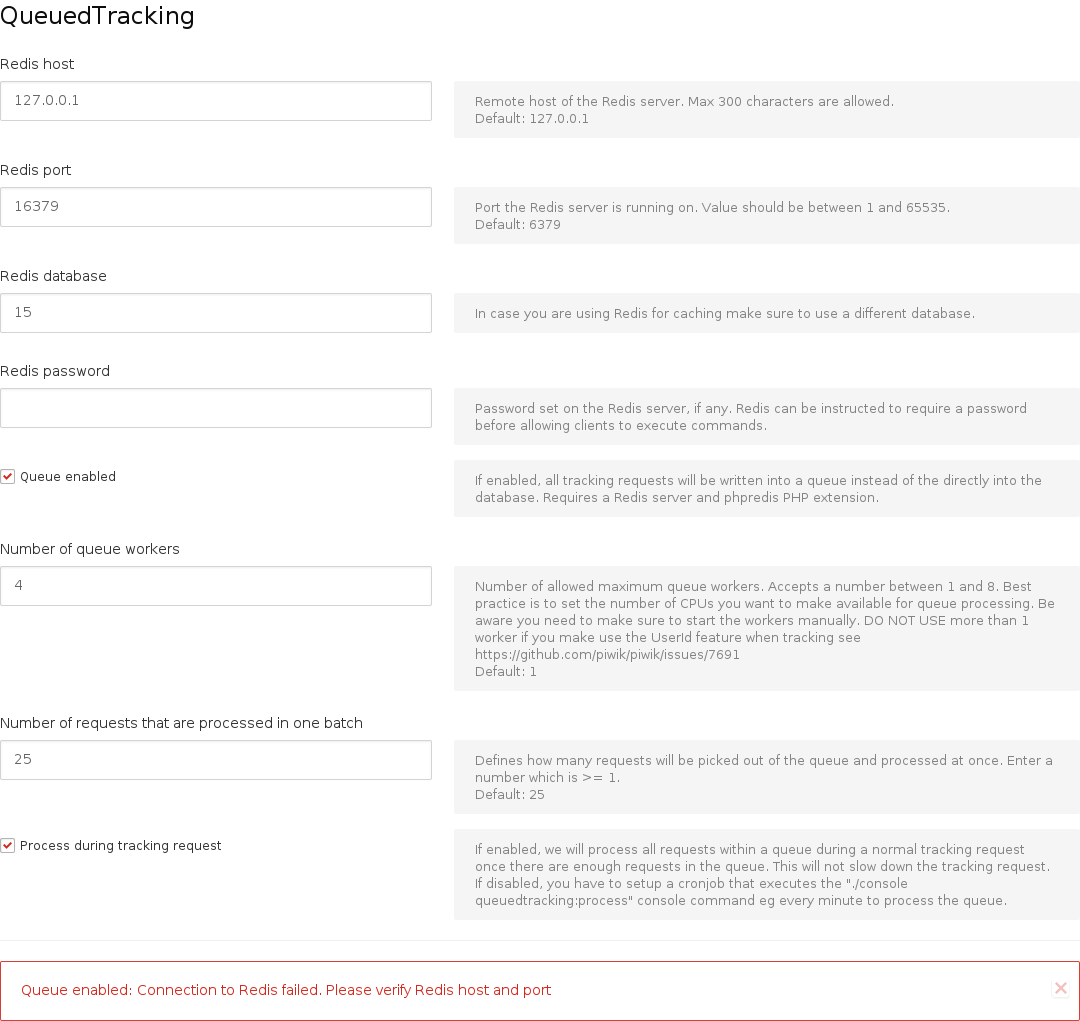 QueuedTracking
Redis host
127.0.0.1
Remote host of the Redis server. Max 300 characters are allowed.
Default: 127.0.0.1
Redis port
16379
Port the Redis server is running on. Value should be between 1 and 65535.
Default: 6379
Redis database
15
In case you are using Redis for caching make sure to use a different database.
Redis password
Password set on the Redis server, if any. Redis can be instructed to require a password
before allowing clients to execute commands.
Queue enabled
If enabled, all tracking requests will be written into a queue instead of the directly into the
database. Requires a Redis server and phpredis PHP extension.
Number of queue workers
4
Number of allowed maximum queue workers. Accepts a number between 1 and 8. Best
practice is to set the number of CPUs you want to make available for queue processing. Be
aware you need to make sure to start the workers manually. DO NOT USE more than 1
worker if you make use the UserId feature when tracking see
https://github.com/piwik/piwik/issues/7691
Default: 1
Number of requests that are processed in one batch
25
Defines how many requests will be picked out of the queue and processed at once. Enter a
number which is >= 1.
Default: 25
Process during tracking request
If enabled, we will process all requests within a queue during a normal tracking request
once there are enough requests in the queue. This will not slow down the tracking request.
If disabled, you have to setup a cronjob that executes the "./console
queuedtracking:process" console command eg every minute to process the queue.
Queue enabled: Connection to Redis failed. Please verify Redis host and port